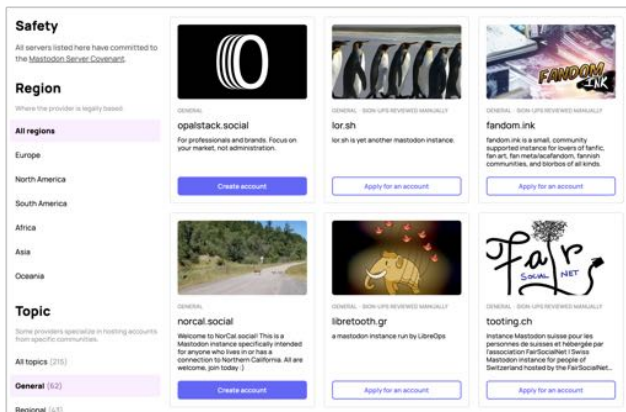 Safety
All servers listed here have committed to
the Mastodon Server Covenant.
Region
Where the provider is legally based.
All regions
Europe
North America
South America
Africa
Asia
Oceania
Topic
Some providers specialize in hosting accounts
from specific communities.
All topics (215)
General (62)
Regional (43)
GENERAL
opalstack.social
For professionals and brands. Focus on
your market, not administration.
Create account
GENERAL · SIGN-UPS REVIEWED MANUALLY
lor.sh
lor.sh is yet another mastodon instance.
Apply for an account
FANDOM
INK
GENERAL · SIGN-UPS REVIEWED MANUALLY
fandom.ink
fandom.ink is a small, community
supported instance for lovers of fanfic,
fan art, fan meta/acafandom, fannish
communities, and blorbos of all kinds.
Apply for an account
GENERAL
norcal.social
Welcome to NorCal.social! This is a
Mastodon instance specifically intended
for anyone who lives in or has a
connection to Northern California. All are
welcome, join today :)
Create account
GENERAL · SIGN-UPS REVIEWED MANUALLY
libretooth.gr
a mastodon instance run by LibreOps
Apply for an account
Fair
SOCIAL NET
GENERAL · SIGN-UPS REVIEWED MANUALLY
tooting.ch
Instance Mastodon suisse pour les
personnes de suisses et hébergée par
l'association FairSocialNet | Swiss
Mastodon instance for people of
Switzerland hosted by the FairSocialNet...
Apply for an account